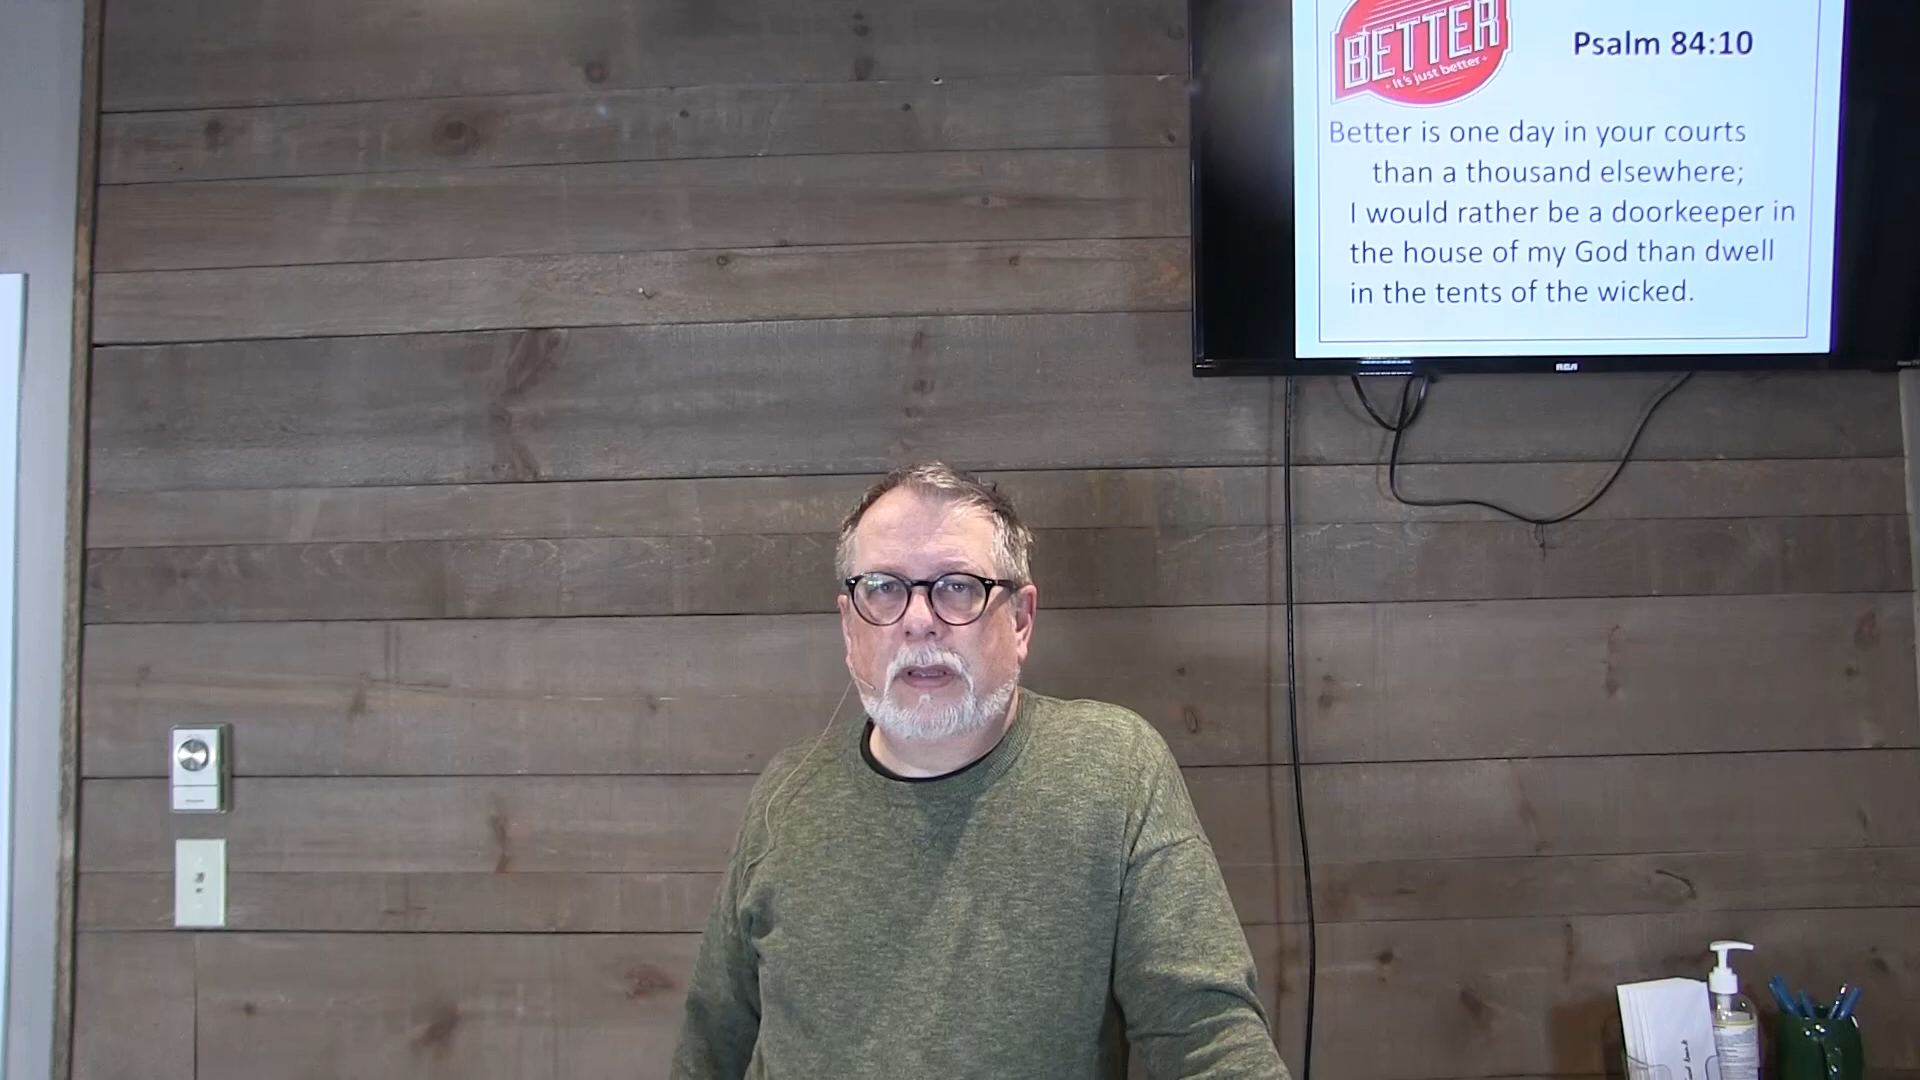 BETTER
· It's just better ·
Psalm 84:10
Better is one day in your courts
than a thousand elsewhere;
I would rather be a doorkeeper in
the house of my God than dwell
in the tents of the wicked.
RCA